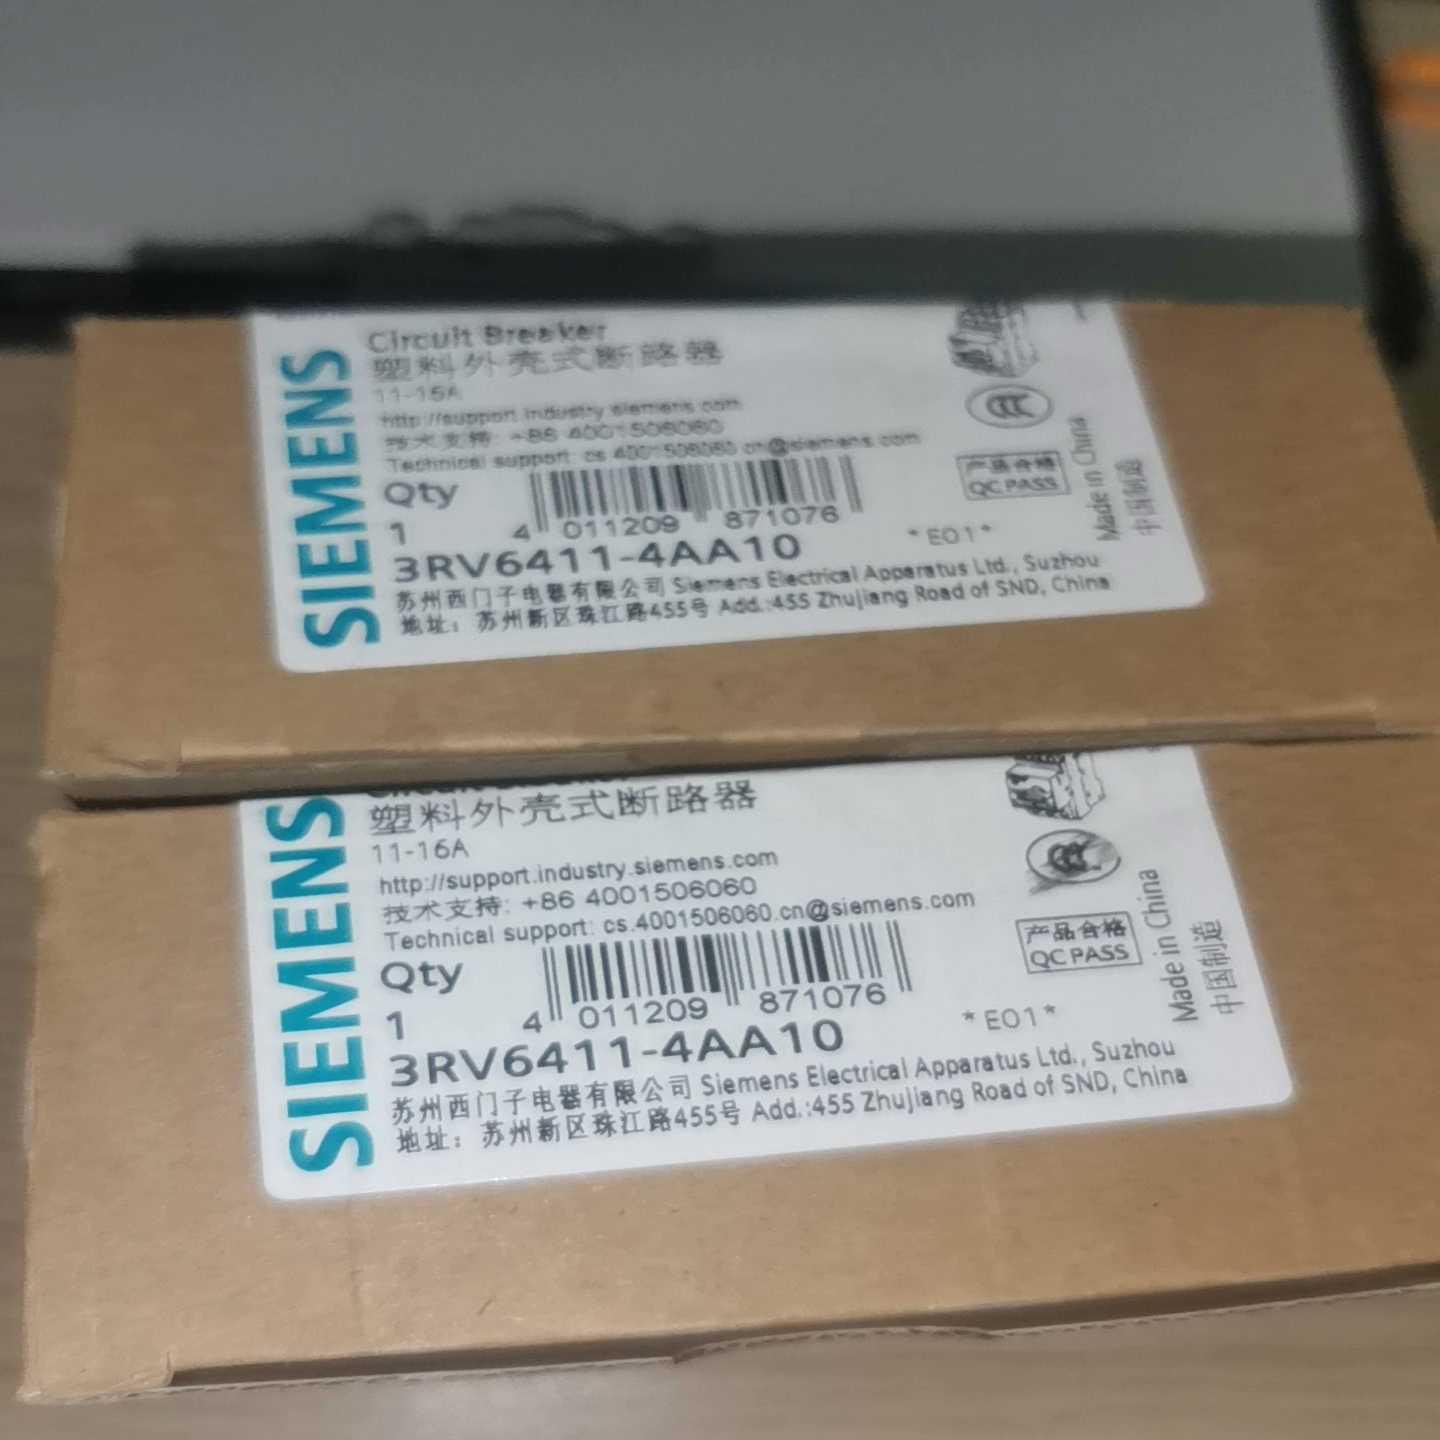 SIEMENS
Circuit Breaker
塑料外壳式断路器
11-16A
http://support.industry.siemens.com
技术支持: +86 4001506060
Technical support: cs.4001506060.cn@siemens.com
Qty
1
4 011209 871076
3RV6411-4AA10
*E01*
苏州西门子电器有限公司 Siemens Electrical Apparatus Ltd., Suzhou
地址: 苏州新区珠江路455号 Add.:455 Zhujiang Road of SND, China
CCC
产品合格
QC PASS
Made in China
中国制造
SIEMENS
塑料外壳式断路器
11-16A
http://support.industry.siemens.com
技术支持: +86 4001506060
Technical support: cs.4001506060.cn@siemens.com
Qty
1
4 011209 871076
3RV6411-4AA10
*E01*
苏州西门子电器有限公司 Siemens Electrical Apparatus Ltd., Suzhou
地址: 苏州新区珠江路455号 Add.:455 Zhujiang Road of SND, China
CCC
产品合格
QC PASS
Made in China
中国制造